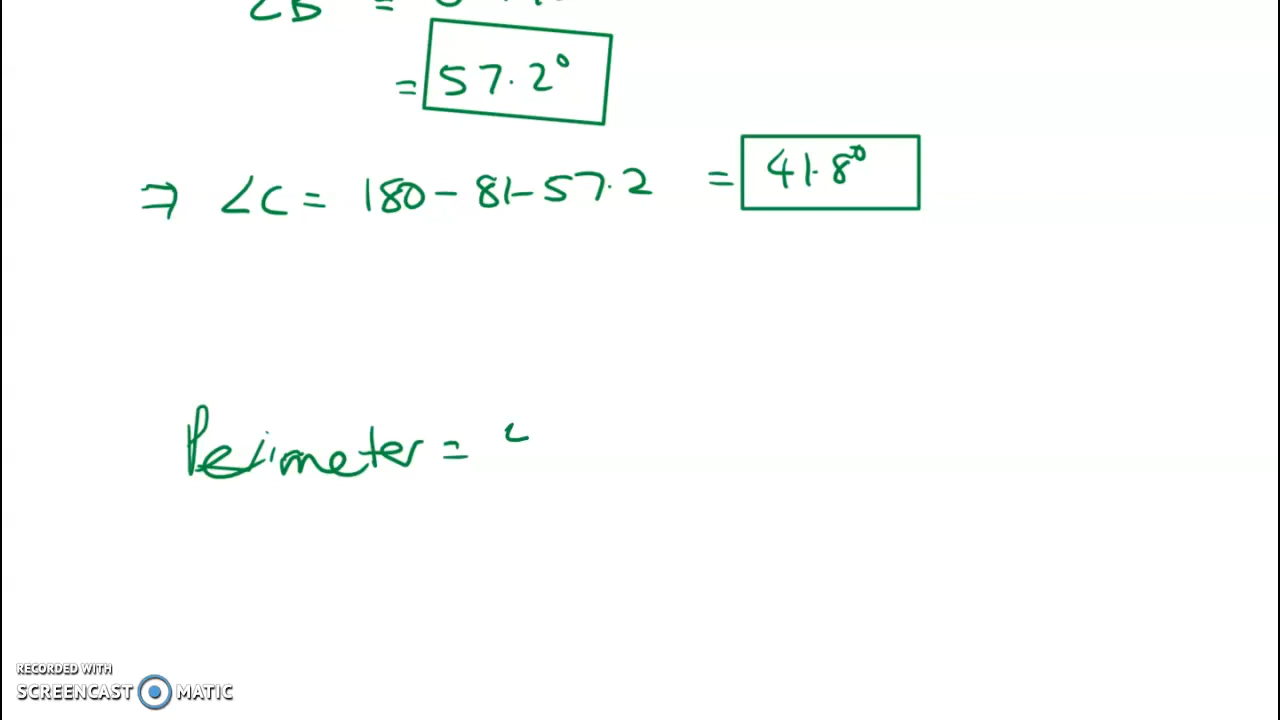 ∠B =
= 57.2°
⇒ ∠C = 180 - 81 - 57.2 = 41.8°
Perimeter =
RECORDED WITH
SCREENCAST MATIC